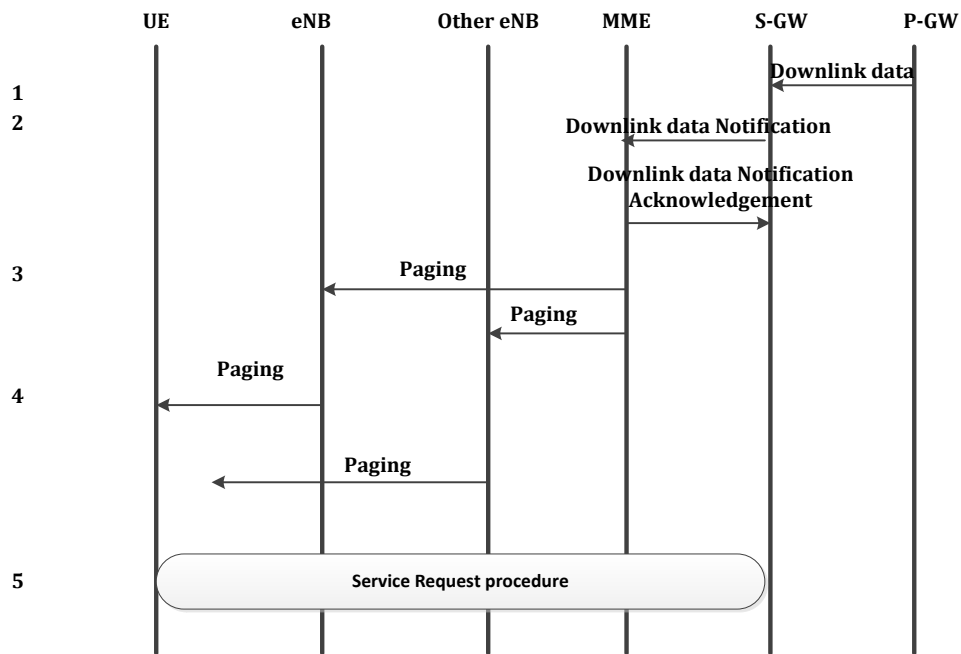 UE eNB Other eNB MME S-GW P-GW
Downlink data
1
2
Downlink data Notification
Downlink data Notification
Acknowledgement
3
Paging
Paging
Paging
4
Paging
5
Service Request procedure